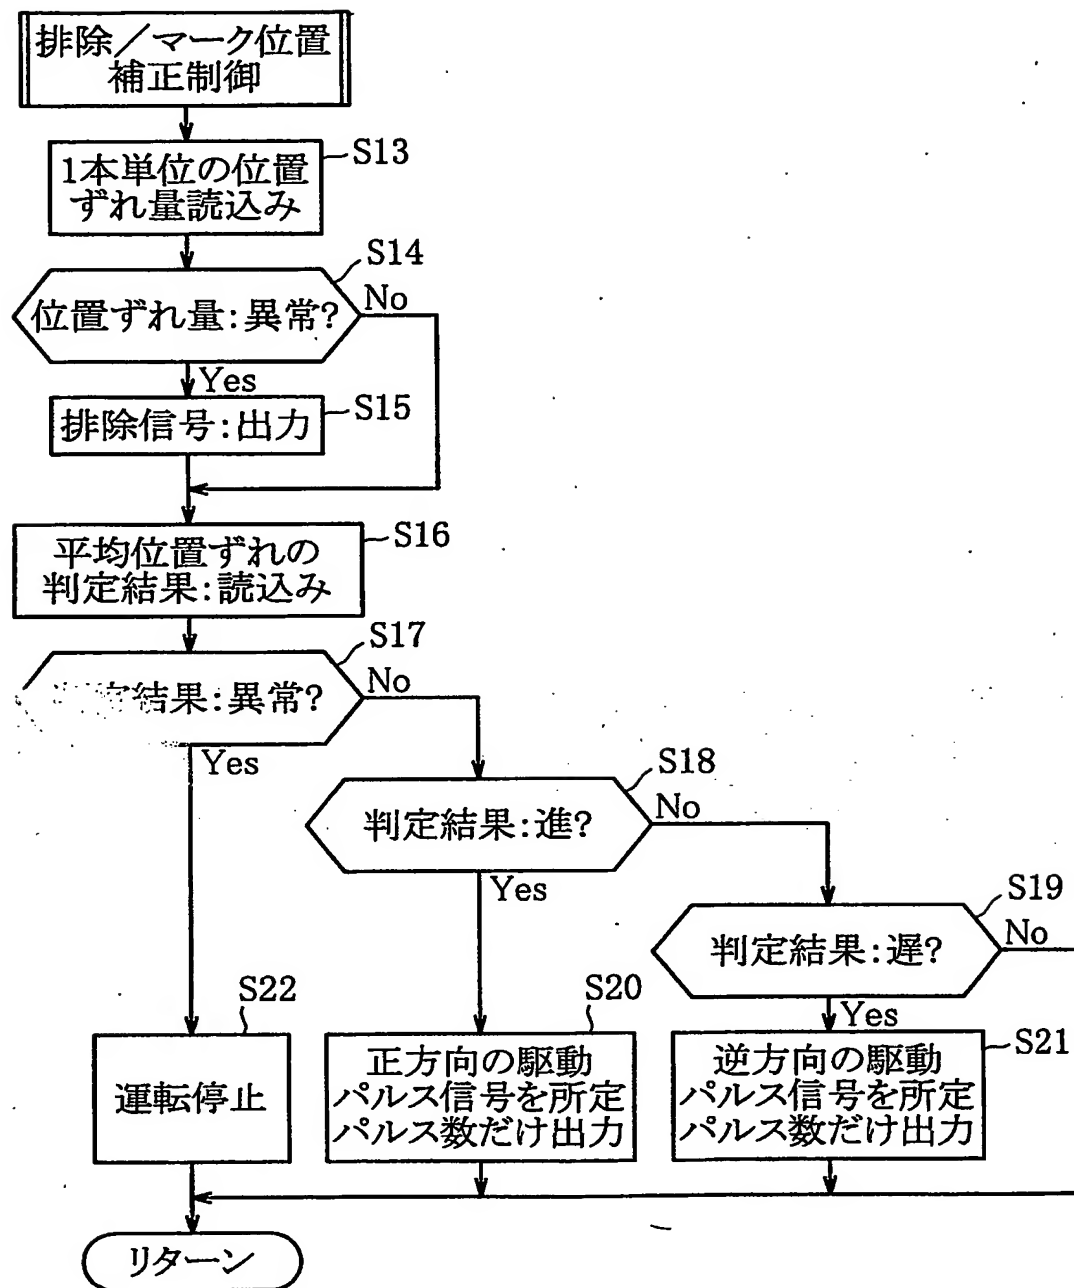 排除／マーク位置
補正制御
S13
1本単位の位置
ずれ量読込み
S14
位置ずれ量:異常?
No
Yes
S15
排除信号:出力
S16
平均位置ずれの
判定結果:読込み
S17
結果:異常?
No
Yes
S18
判定結果:進?
No
Yes
S19
判定結果:遅?
No
Yes
S22
運転停止
S20
正方向の駆動
パルス信号を所定
パルス数だけ出力
S21
逆方向の駆動
パルス信号を所定
パルス数だけ出力
リターン